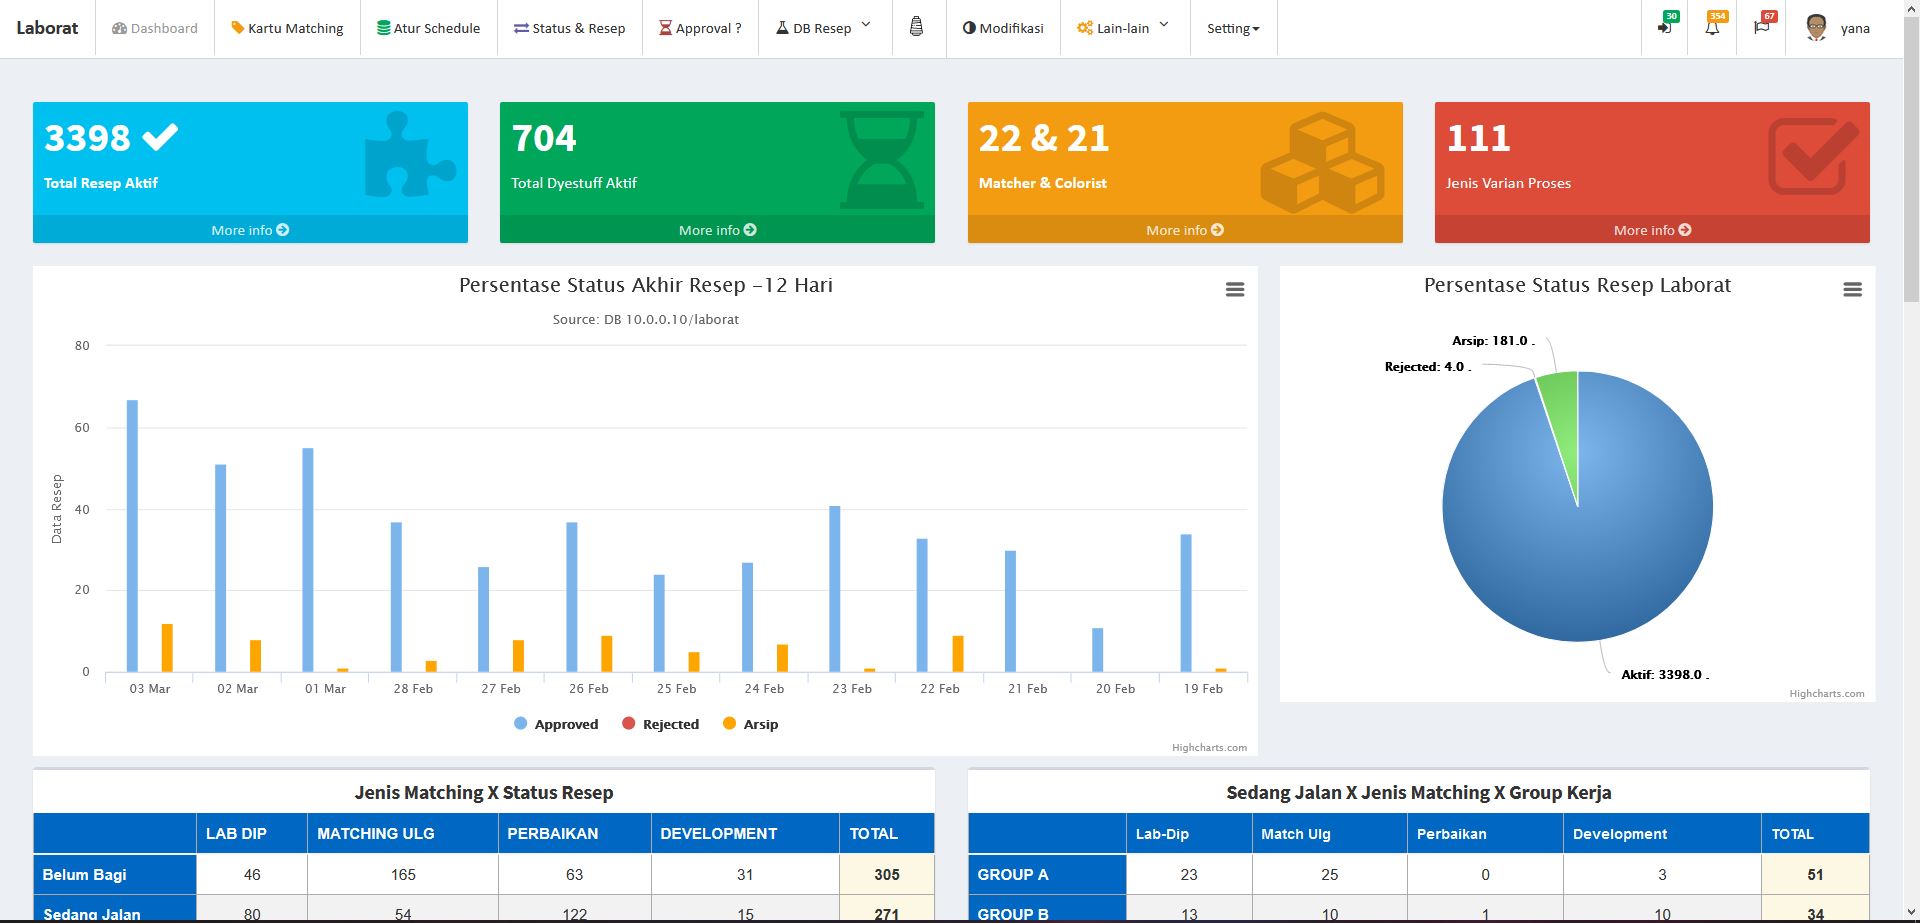 Laborat Dashboard Kartu Matching Atur Schedule Status & Resep Approval ? DB Resep Modifikasi Lain-lain Setting 30 354 67 yana
3398 704 22 & 21 111
Total Resep Aktif Total Dyestuff Aktif Matcher & Colorist Jenis Varian Proses
More info More info More info More info
Persentase Status Akhir Resep -12 Hari
Source: DB 10.0.0.10/laborat
Data Resep
80
60
40
20
0
03 Mar 02 Mar 01 Mar 28 Feb 27 Feb 26 Feb 25 Feb 24 Feb 23 Feb 22 Feb 21 Feb 20 Feb 19 Feb
Approved Rejected Arsip
Highcharts.com
Persentase Status Resep Laborat
Arsip: 181.0 .
Rejected: 4.0 .
Aktif: 3398.0 .
Highcharts.com
Jenis Matching X Status Resep
LAB DIP MATCHING ULG PERBAIKAN DEVELOPMENT TOTAL
Belum Bagi 46 165 63 31 305
Sedang Jalan 80 54 122 15 271
Sedang Jalan X Jenis Matching X Group Kerja
Lab-Dip Match Ulg Perbaikan Development TOTAL
GROUP A 23 25 0 3 51
GROUP B 13 10 1 10 34